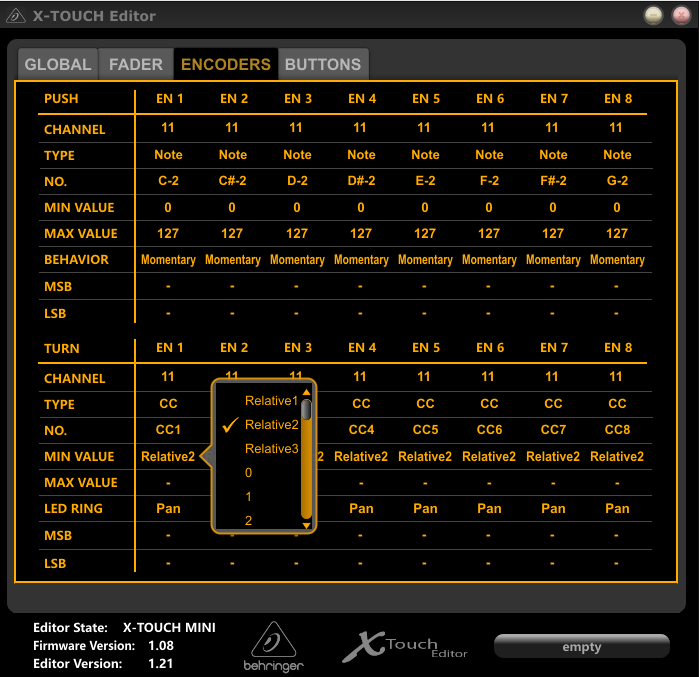 X-TOUCH Editor
GLOBAL FADER ENCODERS BUTTONS
PUSH EN 1 EN 2 EN 3 EN 4 EN 5 EN 6 EN 7 EN 8
CHANNEL 11 11 11 11 11 11 11 11
TYPE Note Note Note Note Note Note Note Note
NO. C-2 C#-2 D-2 D#-2 E-2 F-2 F#-2 G-2
MIN VALUE 0 0 0 0 0 0 0 0
MAX VALUE 127 127 127 127 127 127 127 127
BEHAVIOR Momentary Momentary Momentary Momentary Momentary Momentary Momentary Momentary
MSB - - - - - - - -
LSB - - - - - - - -
TURN EN 1 EN 2 EN 3 EN 4 EN 5 EN 6 EN 7 EN 8
CHANNEL 11 11 11 11 11 11 11 11
TYPE CC CC CC CC CC CC
NO. CC1 CC4 CC5 CC6 CC7 CC8
MIN VALUE Relative2 2 Relative2 Relative2 Relative2 Relative2 Relative2
MAX VALUE - - - - - -
LED RING Pan Pan Pan Pan Pan Pan
MSB - - - - - - - -
LSB - - - - - - - -
Relative1
Relative2
Relative3
0
1
2
Editor State: X-TOUCH MINI
Firmware Version: 1.08
Editor Version: 1.21
behringer
X Touch Editor
empty